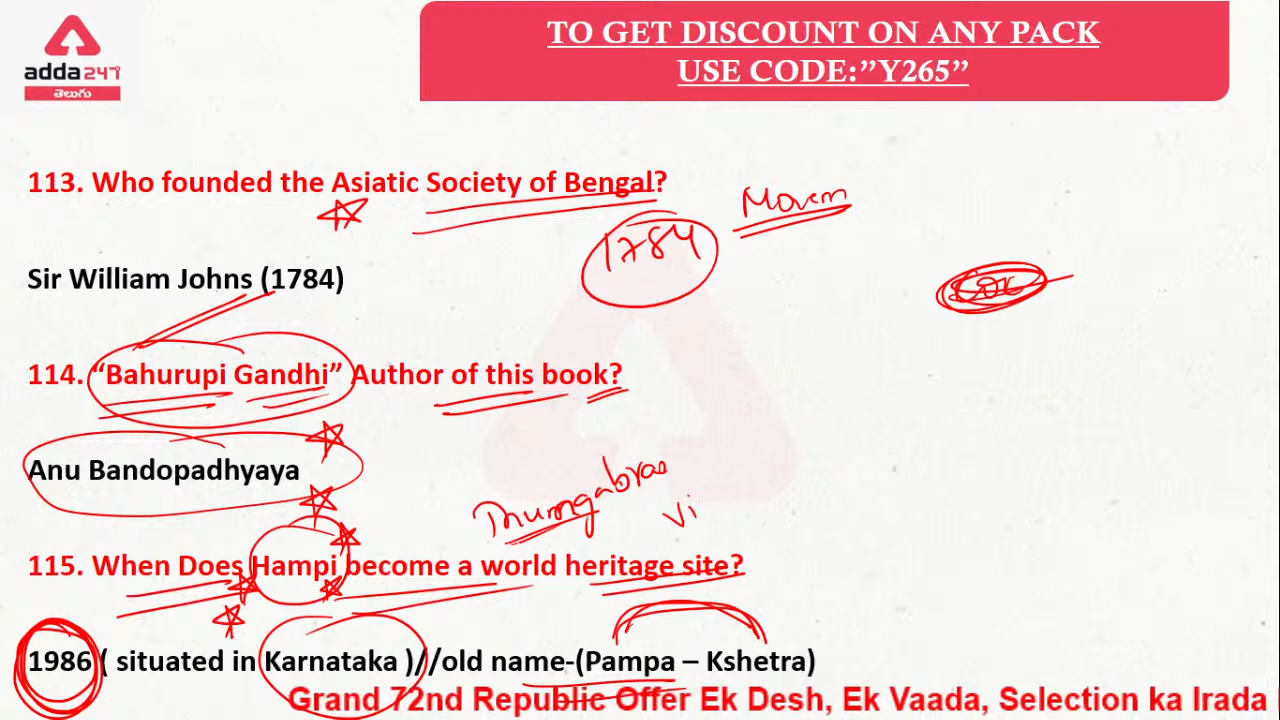 adda247
తెలుగు
TO GET DISCOUNT ON ANY PACK
USE CODE:”Y265”
113. Who founded the Asiatic Society of Bengal?
Movem
1784
Sir William Johns (1784)
114. “Bahurupi Gandhi” Author of this book?
Anu Bandopadhyaya
Vi
115. When Does Hampi become a world heritage site?
1986 ( situated in Karnataka )//old name-(Pampa – Kshetra)
Grand 72nd Republic Offer Ek Desh, Ek Vaada, Selection ka Irada